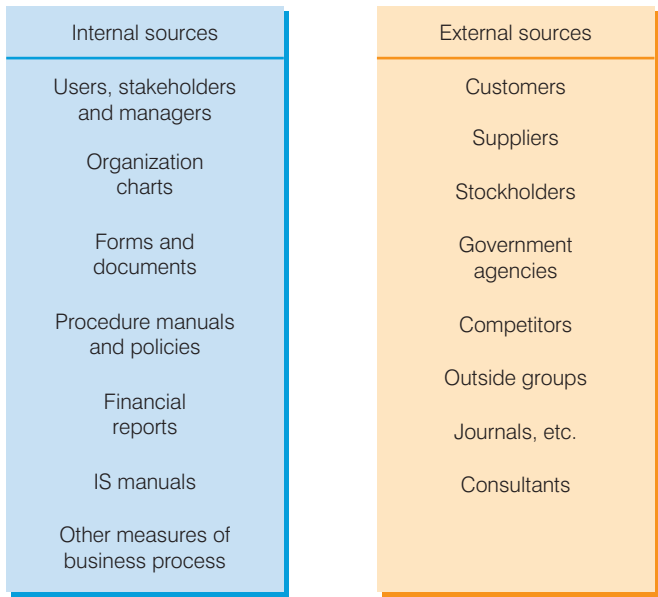 Internal sources
Users, stakeholders
and managers
Organization
charts
Forms and
documents
Procedure manuals
and policies
Financial
reports
IS manuals
Other measures of
business process
External sources
Customers
Suppliers
Stockholders
Government
agencies
Competitors
Outside groups
Journals, etc.
Consultants